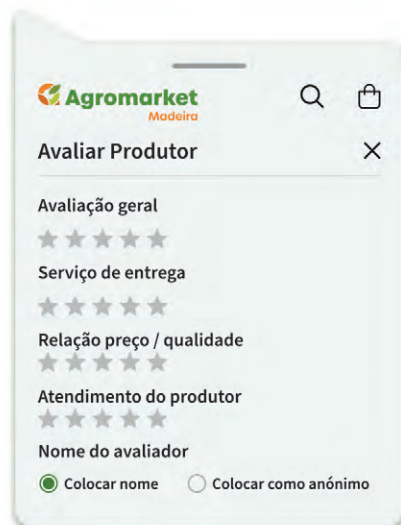 Agromarket
Madeira
Avaliar Produtor
Avaliação geral
Serviço de entrega
Relação preço / qualidade
Atendimento do produtor
Nome do avaliador
Colocar nome Colocar como anónimo